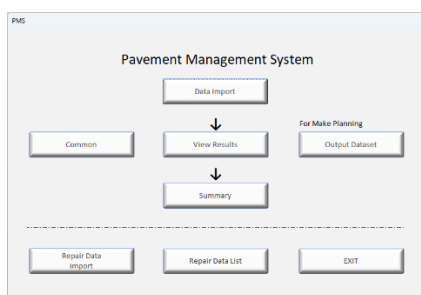 PMS
Pavement Management System
Data Import
For Make Planning
Common
View Results
Output Dataset
Summary
Repair Data
Import
Repair Data List
EXIT